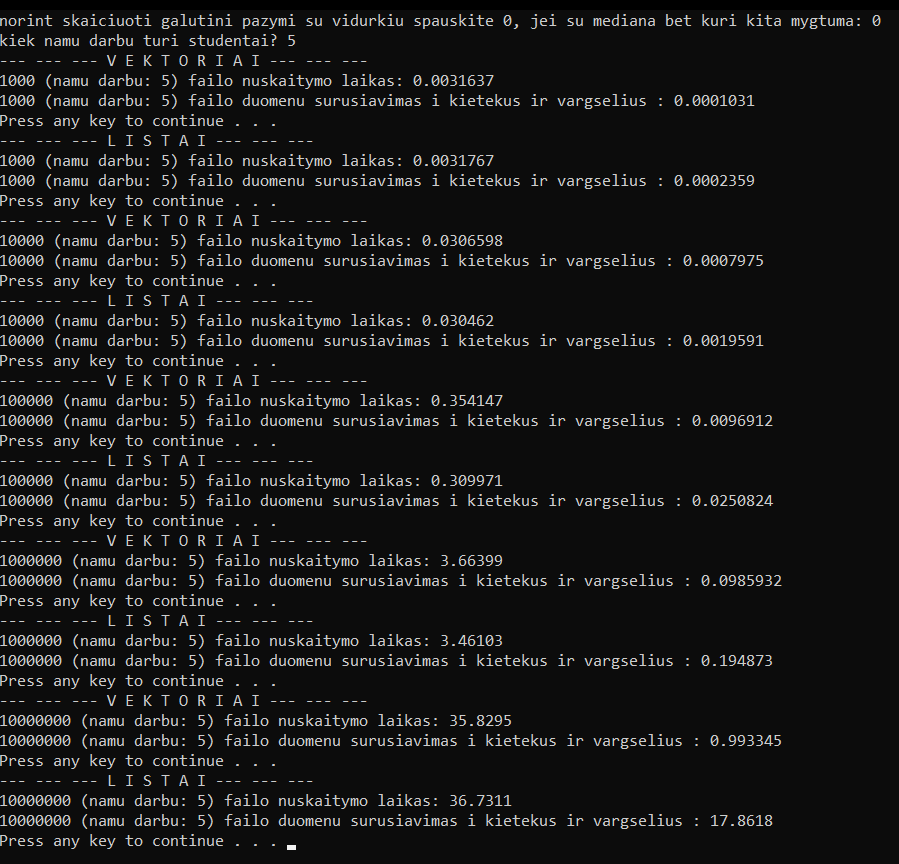 norint skaiciuoti galutini pazymi su vidurkiu spauskite 0, jei su mediana bet kuri kita mygtuma: 0
kiek namu darbu turi studentai? 5
--- --- --- V E K T O R I A I --- --- ---
1000 (namu darbu: 5) failo nuskaitymo laikas: 0.0031637
1000 (namu darbu: 5) failo duomenu surusiavimas i kietekus ir vargselius : 0.0001031
Press any key to continue . . .
--- --- --- L I S T A I --- --- ---
1000 (namu darbu: 5) failo nuskaitymo laikas: 0.0031767
1000 (namu darbu: 5) failo duomenu surusiavimas i kietekus ir vargselius : 0.0002359
Press any key to continue . . .
--- --- --- V E K T O R I A I --- --- ---
10000 (namu darbu: 5) failo nuskaitymo laikas: 0.0306598
10000 (namu darbu: 5) failo duomenu surusiavimas i kietekus ir vargselius : 0.0007975
Press any key to continue . . .
--- --- --- L I S T A I --- --- ---
10000 (namu darbu: 5) failo nuskaitymo laikas: 0.030462
10000 (namu darbu: 5) failo duomenu surusiavimas i kietekus ir vargselius : 0.0019591
Press any key to continue . . .
--- --- --- V E K T O R I A I --- --- ---
100000 (namu darbu: 5) failo nuskaitymo laikas: 0.354147
100000 (namu darbu: 5) failo duomenu surusiavimas i kietekus ir vargselius : 0.0096912
Press any key to continue . . .
--- --- --- L I S T A I --- --- ---
100000 (namu darbu: 5) failo nuskaitymo laikas: 0.309971
100000 (namu darbu: 5) failo duomenu surusiavimas i kietekus ir vargselius : 0.0250824
Press any key to continue . . .
--- --- --- V E K T O R I A I --- --- ---
1000000 (namu darbu: 5) failo nuskaitymo laikas: 3.66399
1000000 (namu darbu: 5) failo duomenu surusiavimas i kietekus ir vargselius : 0.0985932
Press any key to continue . . .
--- --- --- L I S T A I --- --- ---
1000000 (namu darbu: 5) failo nuskaitymo laikas: 3.46103
1000000 (namu darbu: 5) failo duomenu surusiavimas i kietekus ir vargselius : 0.194873
Press any key to continue . . .
--- --- --- V E K T O R I A I --- --- ---
10000000 (namu darbu: 5) failo nuskaitymo laikas: 35.8295
10000000 (namu darbu: 5) failo duomenu surusiavimas i kietekus ir vargselius : 0.993345
Press any key to continue . . .
--- --- --- L I S T A I --- --- ---
10000000 (namu darbu: 5) failo nuskaitymo laikas: 36.7311
10000000 (namu darbu: 5) failo duomenu surusiavimas i kietekus ir vargselius : 17.8618
Press any key to continue . . .